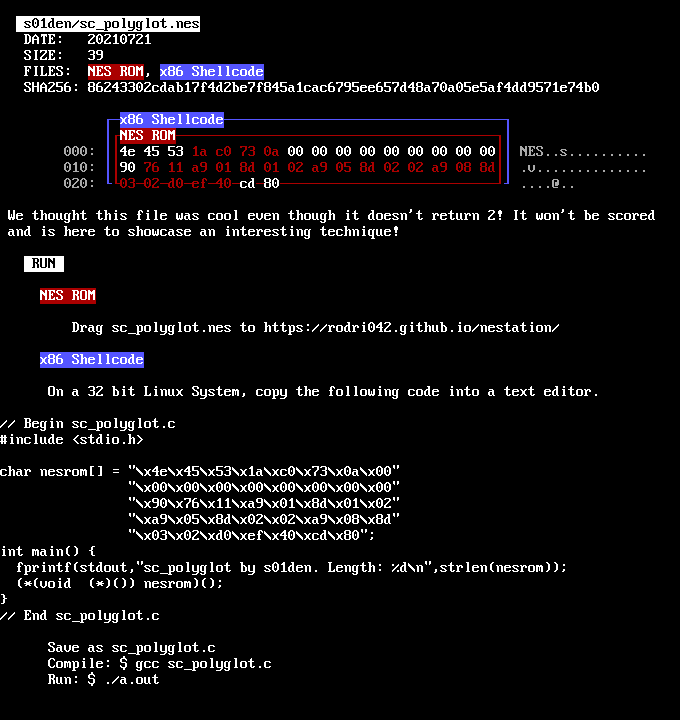 s01den/sc_polyglot.nes
DATE:   20210721
SIZE:   39
FILES:  NES ROM, x86 Shellcode
SHA256: 86243302cdab17f4d2be7f845a1cac6795ee657d48a70a05e5af4dd9571e74b0
x86 Shellcode
NES ROM
000: 4e 45 53 1a c0 73 0a 00 00 00 00 00 00 00 00 00 NES..s..........
010: 90 76 11 a9 01 8d 01 02 a9 05 8d 02 02 a9 08 8d .v..............
020: 03 02 d0 ef 40 cd 80 ....@..
We thought this file was cool even though it doesn't return 2! It won't be scored
and is here to showcase an interesting technique!
RUN
NES ROM
Drag sc_polyglot.nes to https://rodri042.github.io/nestation/
x86 Shellcode
On a 32 bit Linux System, copy the following code into a text editor.
// Begin sc_polyglot.c
#include <stdio.h>
char nesrom[] = "\x4e\x45\x53\x1a\xc0\x73\x0a\x00"
"\x00\x00\x00\x00\x00\x00\x00\x00"
"\x90\x76\x11\xa9\x01\x8d\x01\x02"
"\xa9\x05\x8d\x02\x02\xa9\x08\x8d"
"\x03\x02\xd0\xef\x40\xcd\x80";
int main() {
fprintf(stdout,"sc_polyglot by s01den. Length: %d\n",strlen(nesrom));
(*(void  (*)()) nesrom)();
}
// End sc_polyglot.c
Save as sc_polyglot.c
Compile: $ gcc sc_polyglot.c
Run: $ ./a.out